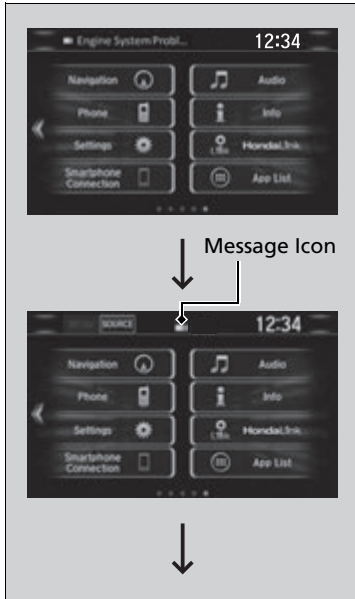 Engine System Probl...
12:34
Navigation
Audio
Phone
Info
Settings
HondaLink
Smartphone
Connection
App List
Message Icon
SOURCE
12:34
Navigation
Audio
Phone
Info
Settings
HondaLink
Smartphone
Connection
App List